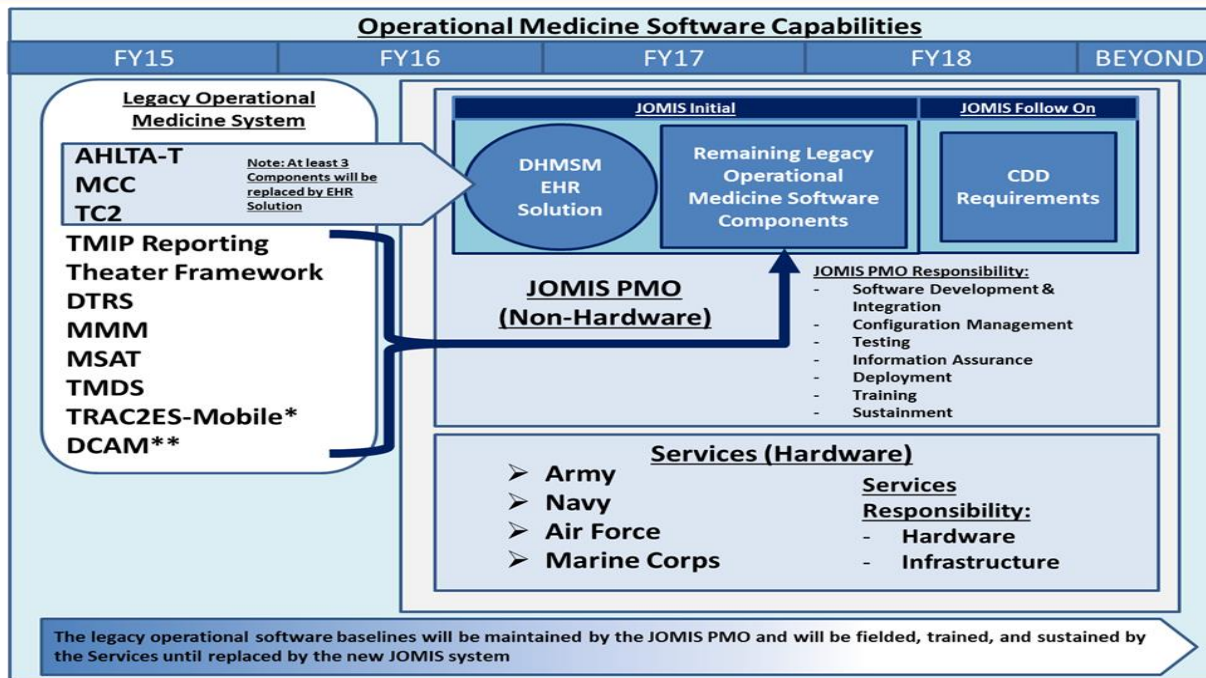 Operational Medicine Software Capabilities
FY15 FY16 FY17 FY18 BEYOND
Legacy Operational
Medicine System
AHLTA-T
MCC
TC2
Note: At least 3
Components will be
replaced by EHR
Solution
TMIP Reporting
Theater Framework
DTRS
MMM
MSAT
TMDS
TRAC2ES-Mobile*
DCAM**
JOMIS Initial
JOMIS Follow On
DHMSM
EHR
Solution
Remaining Legacy
Operational
Medicine Software
Components
CDD
Requirements
JOMIS PMO
(Non-Hardware)
JOMIS PMO Responsibility:
- Software Development &
Integration
- Configuration Management
- Testing
- Information Assurance
- Deployment
- Training
- Sustainment
Services (Hardware)
➢ Army
➢ Navy
➢ Air Force
➢ Marine Corps
Services
Responsibility:
- Hardware
- Infrastructure
The legacy operational software baselines will be maintained by the JOMIS PMO and will be fielded, trained, and sustained by
the Services until replaced by the new JOMIS system